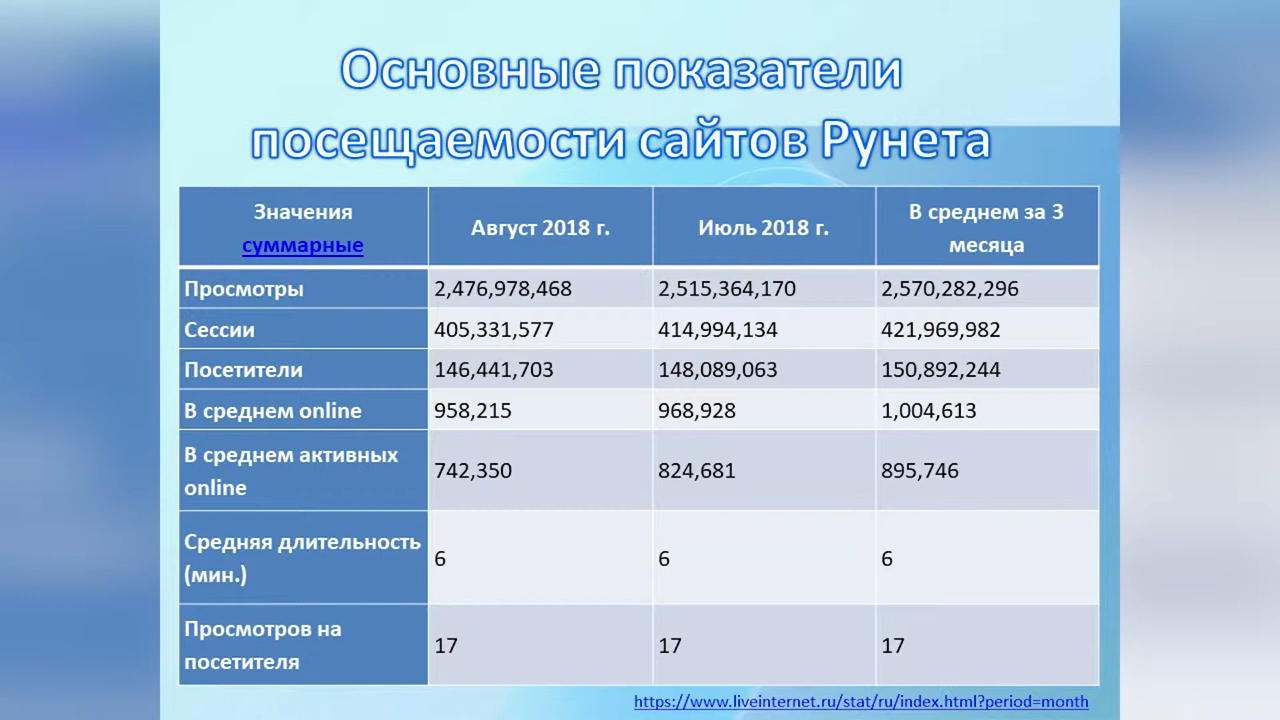 Основные показатели
посещаемости сайтов Рунета
Значения
суммарные
Август 2018 г.
Июль 2018 г.
В среднем за 3
месяца
Просмотры
2,476,978,468
2,515,364,170
2,570,282,296
Сессии
405,331,577
414,994,134
421,969,982
Посетители
146,441,703
148,089,063
150,892,244
В среднем online
958,215
968,928
1,004,613
В среднем активных
online
742,350
824,681
895,746
Средняя длительность
(мин.)
6
6
6
Просмотров на
посетителя
17
17
17
https://www.liveinternet.ru/stat/ru/index.html?period=month